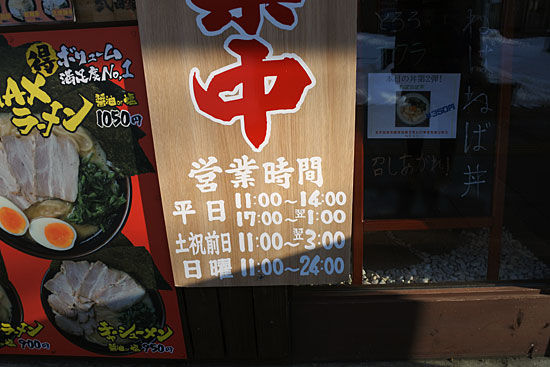 得 ボリューム
満足度No.1
MAX
ラーメン
醤油or塩
1050円
700円
チャーシューメン
醤油or塩 950円
業
中
営業時間
平日 11:00〜14:00
17:00〜翌1:00
土祝前日 11:00〜翌3:00
日曜 11:00〜24:00
本日の丼第2弾!
350円
召しあがれ!
ねばねば丼